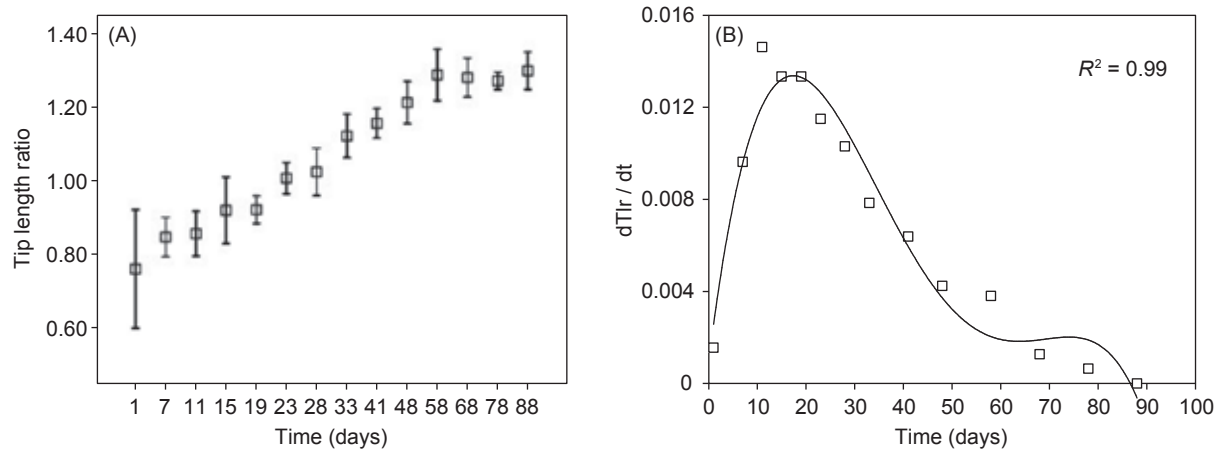 (A)
1.40
1.20
1.00
0.80
0.60
Tip length ratio
1 7 11 15 19 23 28 33 41 48 58 68 78 88
Time (days)
(B)
R² = 0.99
0.016
0.012
0.008
0.004
0
dTlr / dt
0 10 20 30 40 50 60 70 80 90 100
Time (days)